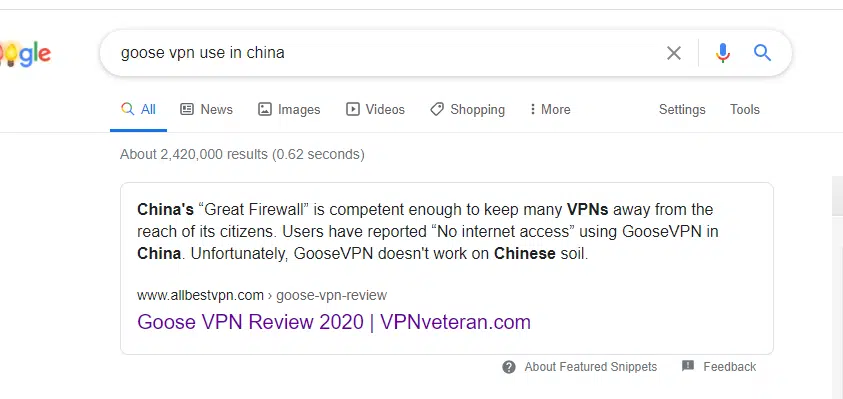 ogle
goose vpn use in china
All News Images Videos Shopping More Settings Tools
About 2,420,000 results (0.62 seconds)
China's “Great Firewall” is competent enough to keep many VPNs away from the
reach of its citizens. Users have reported “No internet access” using GooseVPN in
China. Unfortunately, GooseVPN doesn't work on Chinese soil.
www.allbestvpn.com › goose-vpn-review
Goose VPN Review 2020 | VPNveteran.com
About Featured Snippets Feedback